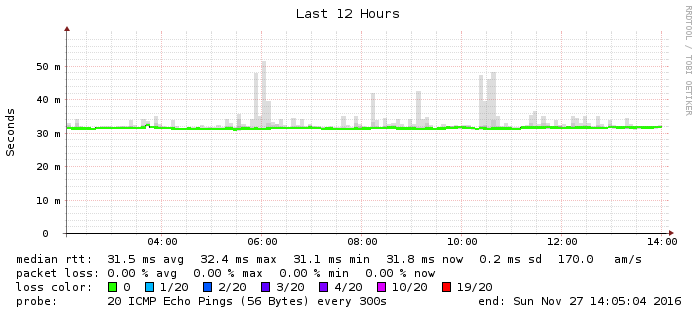 Last 12 Hours
RRDTOOL / TOBI OETIKER
Seconds
50 m
40 m
30 m
20 m
10 m
0
04:00 06:00 08:00 10:00 12:00 14:00
median rtt: 31.5 ms avg 32.4 ms max 31.1 ms min 31.8 ms now 0.2 ms sd 170.0 am/s
packet loss: 0.00 % avg 0.00 % max 0.00 % min 0.00 % now
loss color: 0 1/20 2/20 3/20 4/20 10/20 19/20
probe: 20 ICMP Echo Pings (56 Bytes) every 300s end: Sun Nov 27 14:05:04 2016